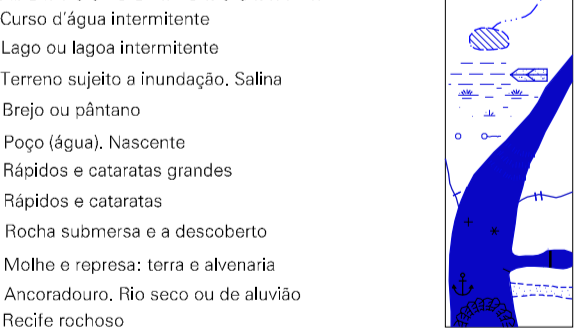 Curso d'água intermitente
Lago ou lagoa intermitente
Terreno sujeito a inundação. Salina
Brejo ou pântano
Poço (água). Nascente
Rápidos e cataratas grandes
Rápidos e cataratas
Rocha submersa e a descoberto
Molhe e represa: terra e alvenaria
Ancoradouro. Rio seco ou de aluvião
Recife rochoso